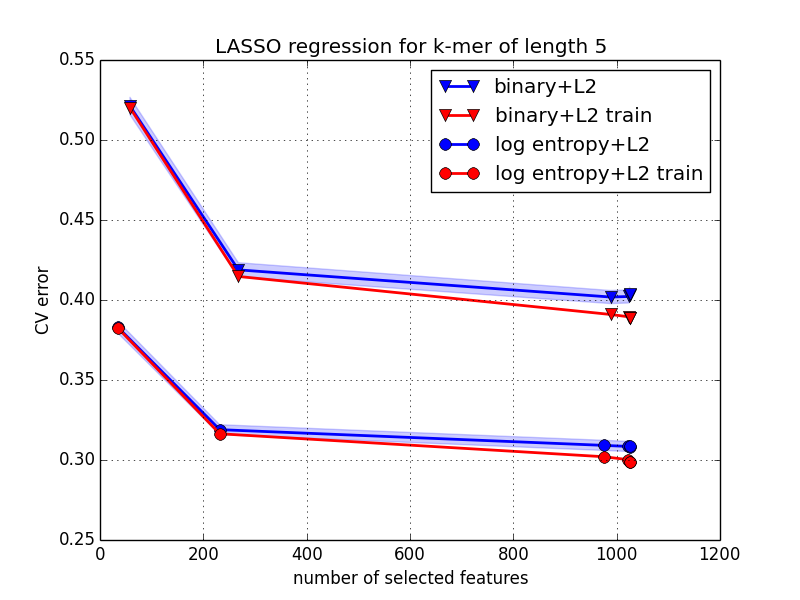 LASSO regression for k-mer of length 5
binary+L2
binary+L2 train
log entropy+L2
log entropy+L2 train
CV error
0.55
0.50
0.45
0.40
0.35
0.30
0.25
0 200 400 600 800 1000 1200
number of selected features